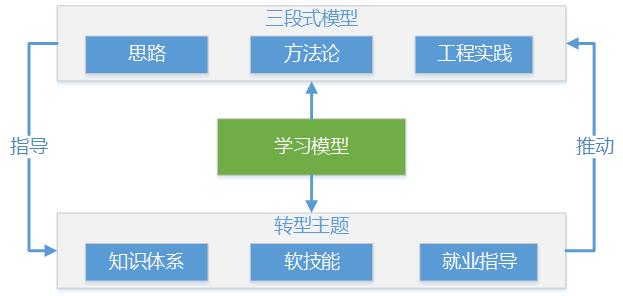 三段式模型
思路 方法论 工程实践
指导 学习模型 推动
转型主题
知识体系 软技能 就业指导